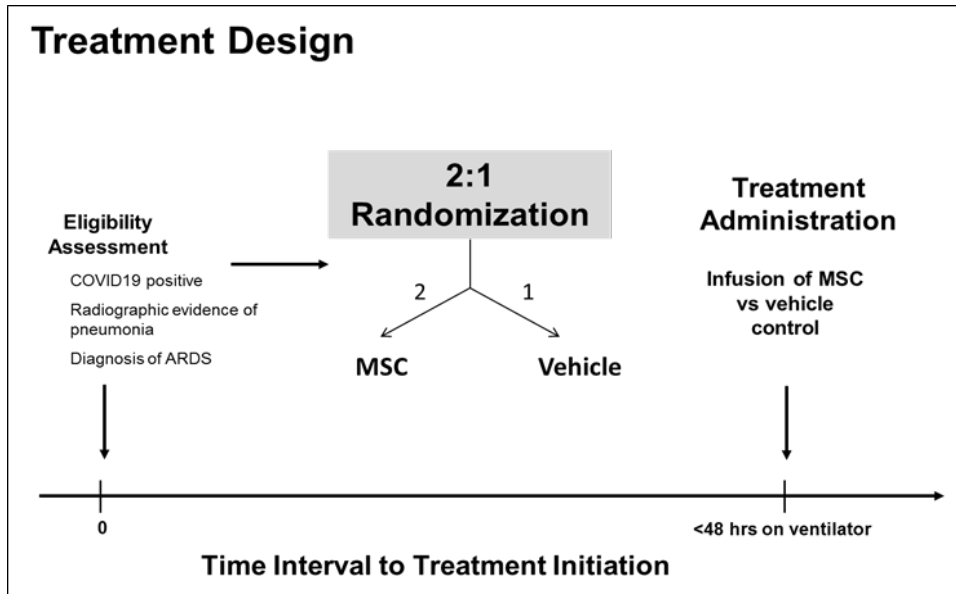 Treatment Design
Eligibility
Assessment
COVID19 positive
Radiographic evidence of
pneumonia
Diagnosis of ARDS
2:1
Randomization
2
1
MSC
Vehicle
Treatment
Administration
Infusion of MSC
vs vehicle
control
0
<48 hrs on ventilator
Time Interval to Treatment Initiation